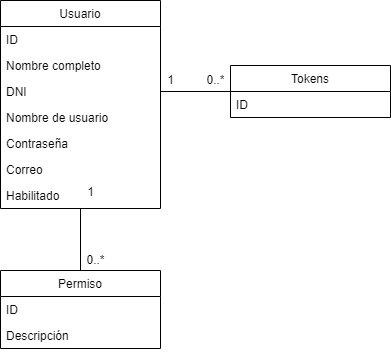 Usuario
ID
Nombre completo
DNI
Nombre de usuario
Contraseña
Correo
Habilitado
1
1
0..*
Tokens
ID
0..*
Permiso
ID
Descripción